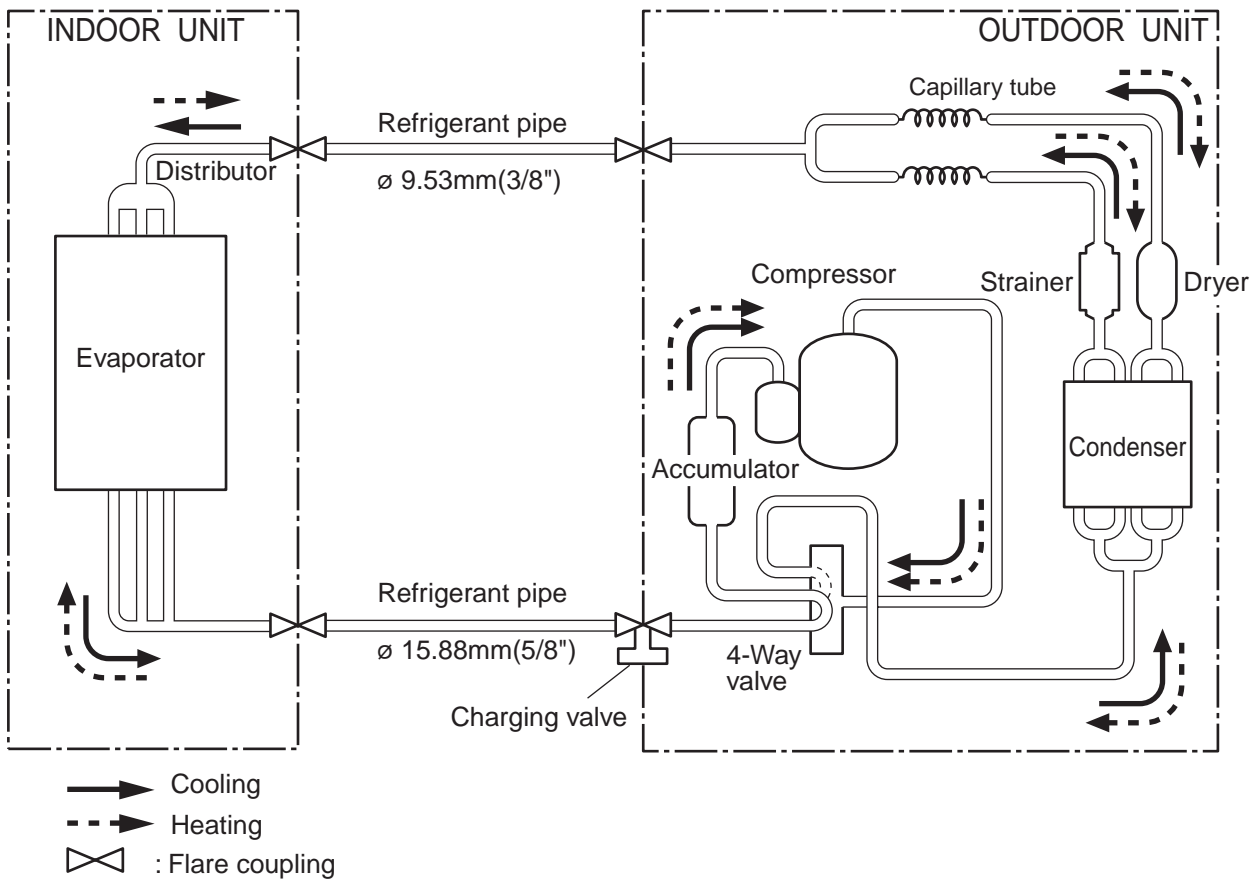 INDOOR UNIT
OUTDOOR UNIT
Capillary tube
Refrigerant pipe
Distributor
ø 9.53mm(3/8")
Compressor
Strainer
Dryer
Evaporator
Condenser
Accumulator
Refrigerant pipe
ø 15.88mm(5/8")
4-Way
valve
Charging valve
Cooling
Heating
: Flare coupling